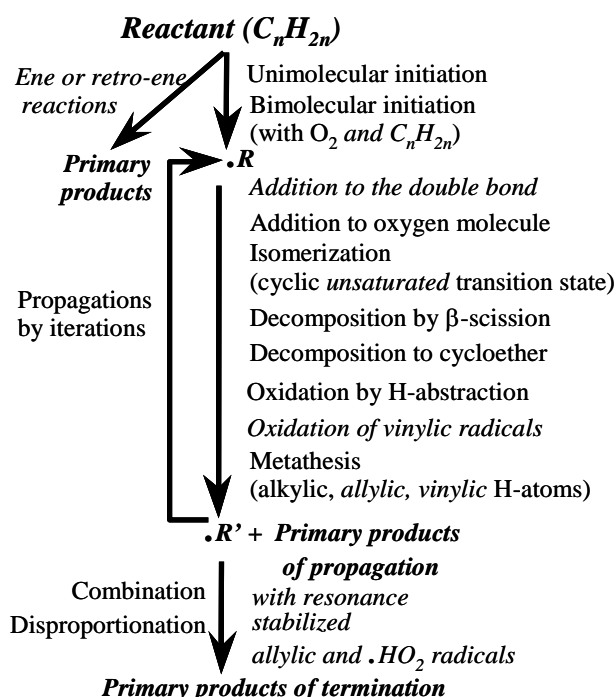 Reactant (CnH2n)
Ene or retro-ene
reactions
Unimolecular initiation
Bimolecular initiation
(with O2 and CnH2n)
Primary
products
.R
Addition to the double bond
Addition to oxygen molecule
Isomerization
(cyclic unsaturated transition state)
Propagations
by iterations
Decomposition by β-scission
Decomposition to cycloether
Oxidation by H-abstraction
Oxidation of vinylic radicals
Metathesis
(alkylic, allylic, vinylic H-atoms)
.R’ + Primary products
of propagation
Combination
Disproportionation
with resonance
stabilized
allylic and .HO2 radicals
Primary products of termination